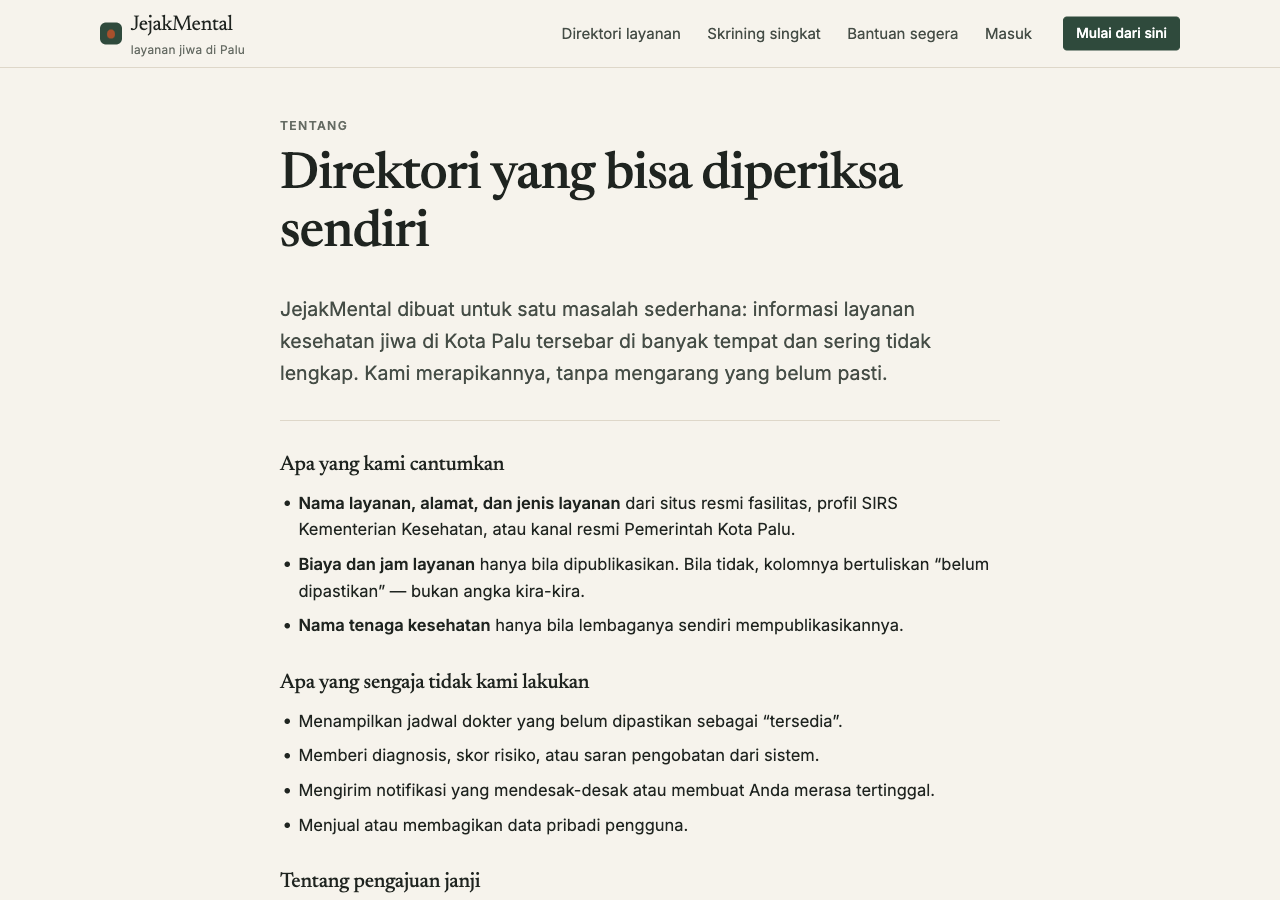 JejakMental
layanan jiwa di Palu
Direktori layanan
Skrining singkat
Bantuan segera
Masuk
Mulai dari sini
TENTANG
Direktori yang bisa diperiksa
sendiri
JejakMental dibuat untuk satu masalah sederhana: informasi layanan
kesehatan jiwa di Kota Palu tersebar di banyak tempat dan sering tidak
lengkap. Kami merapikannya, tanpa mengarang yang belum pasti.
Apa yang kami cantumkan
• Nama layanan, alamat, dan jenis layanan dari situs resmi fasilitas, profil SIRS
Kementerian Kesehatan, atau kanal resmi Pemerintah Kota Palu.
• Biaya dan jam layanan hanya bila dipublikasikan. Bila tidak, kolomnya bertuliskan “belum
dipastikan” — bukan angka kira-kira.
• Nama tenaga kesehatan hanya bila lembaganya sendiri mempublikasikannya.
Apa yang sengaja tidak kami lakukan
• Menampilkan jadwal dokter yang belum dipastikan sebagai “tersedia”.
• Memberi diagnosis, skor risiko, atau saran pengobatan dari sistem.
• Mengirim notifikasi yang mendesak-desak atau membuat Anda merasa tertinggal.
• Menjual atau membagikan data pribadi pengguna.
Tentang pengajuan janji